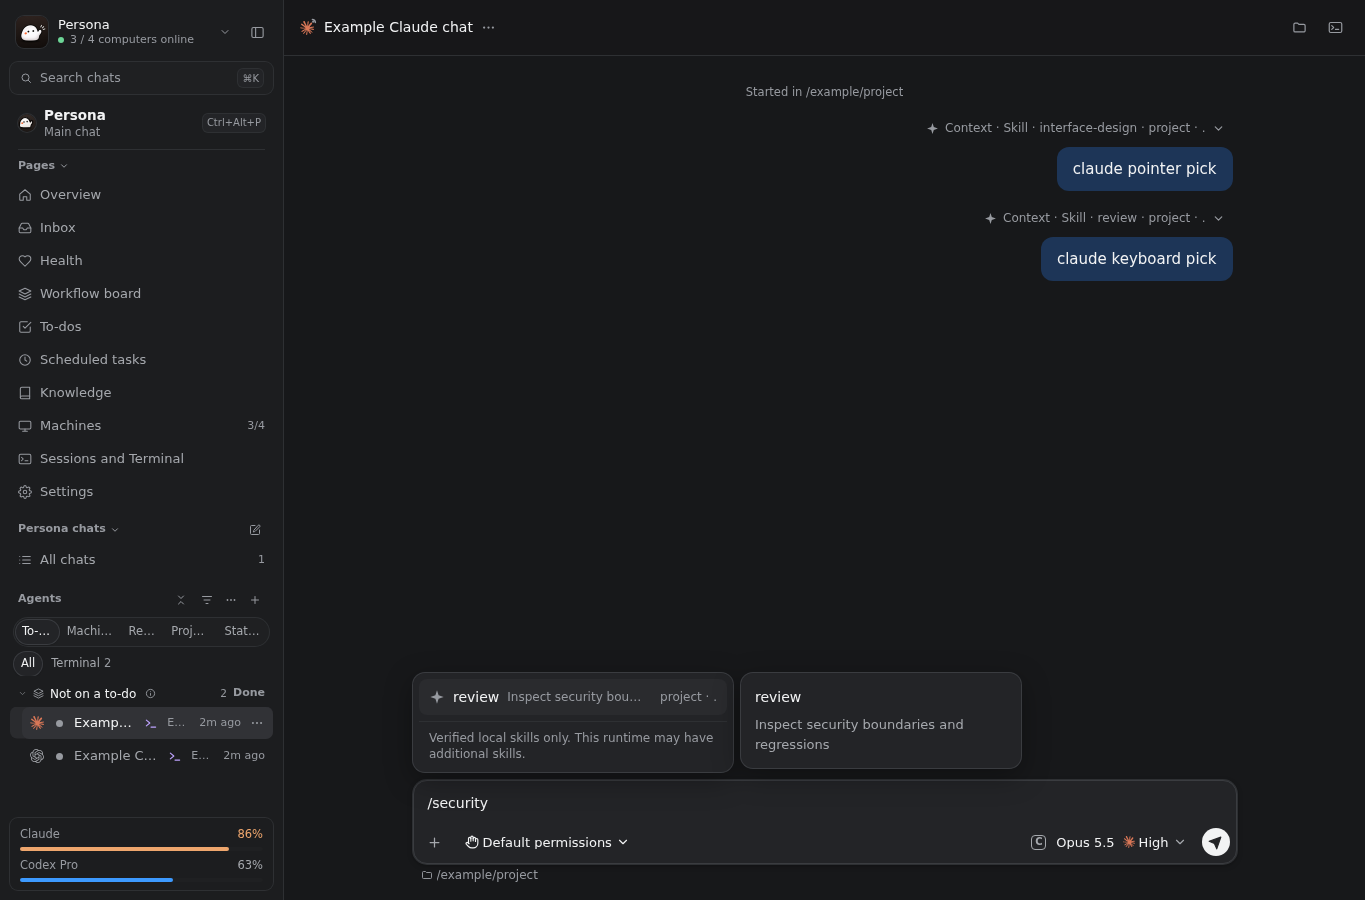 Persona
3 / 4 computers online
Search chats
⌘K
Persona
Main chat
Ctrl+Alt+P
Pages
Overview
Inbox
Health
Workflow board
To-dos
Scheduled tasks
Knowledge
Machines 3/4
Sessions and Terminal
Settings
Persona chats
All chats 1
Agents
To-... Machi... Re... Proj... Stat...
All Terminal 2
Not on a to-do 2 Done
Examp... E... 2m ago
Example C... E... 2m ago
Claude 86%
Codex Pro 63%
Example Claude chat
Started in /example/project
Context · Skill · interface-design · project · .
claude pointer pick
Context · Skill · review · project · .
claude keyboard pick
review Inspect security bou... project · .
Verified local skills only. This runtime may have
additional skills.
review
Inspect security boundaries and
regressions
/security
Default permissions
C Opus 5.5 High
/example/project